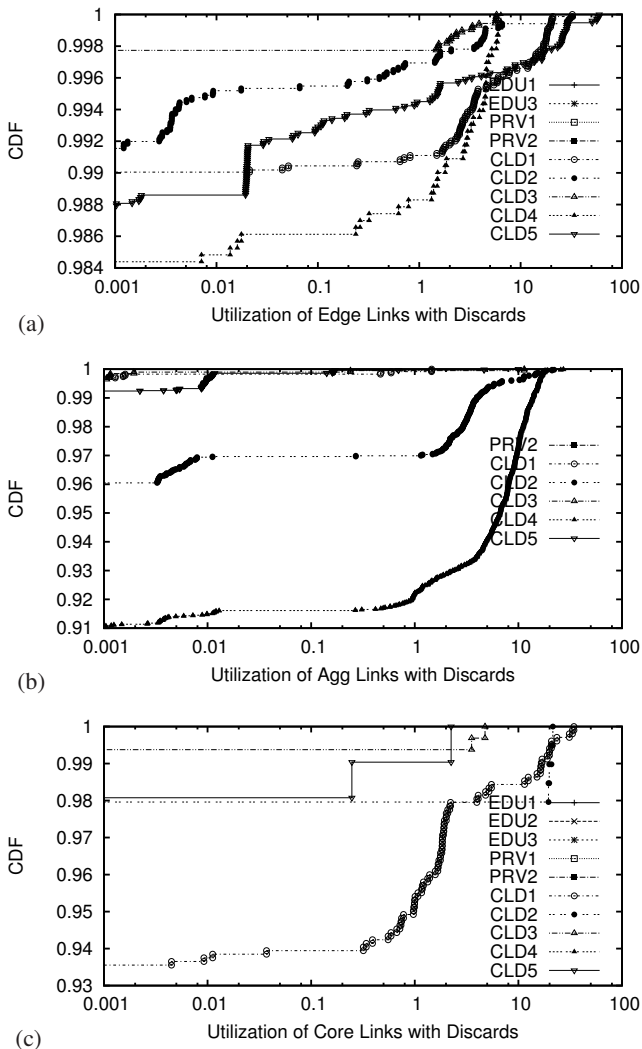 1
0.998
0.996
0.994
0.992
0.99
0.988
0.986
0.984
CDF
EDU1
EDU3
PRV1
PRV2
CLD1
CLD2
CLD3
CLD4
CLD5
0.001 0.01 0.1 1 10 100
Utilization of Edge Links with Discards
(a)
1
0.99
0.98
0.97
0.96
0.95
0.94
0.93
0.92
0.91
CDF
PRV2
CLD1
CLD2
CLD3
CLD4
CLD5
0.001 0.01 0.1 1 10 100
Utilization of Agg Links with Discards
(b)
1
0.99
0.98
0.97
0.96
0.95
0.94
0.93
CDF
EDU1
EDU2
EDU3
PRV1
PRV2
CLD1
CLD2
CLD3
CLD4
CLD5
0.001 0.01 0.1 1 10 100
Utilization of Core Links with Discards
(c)